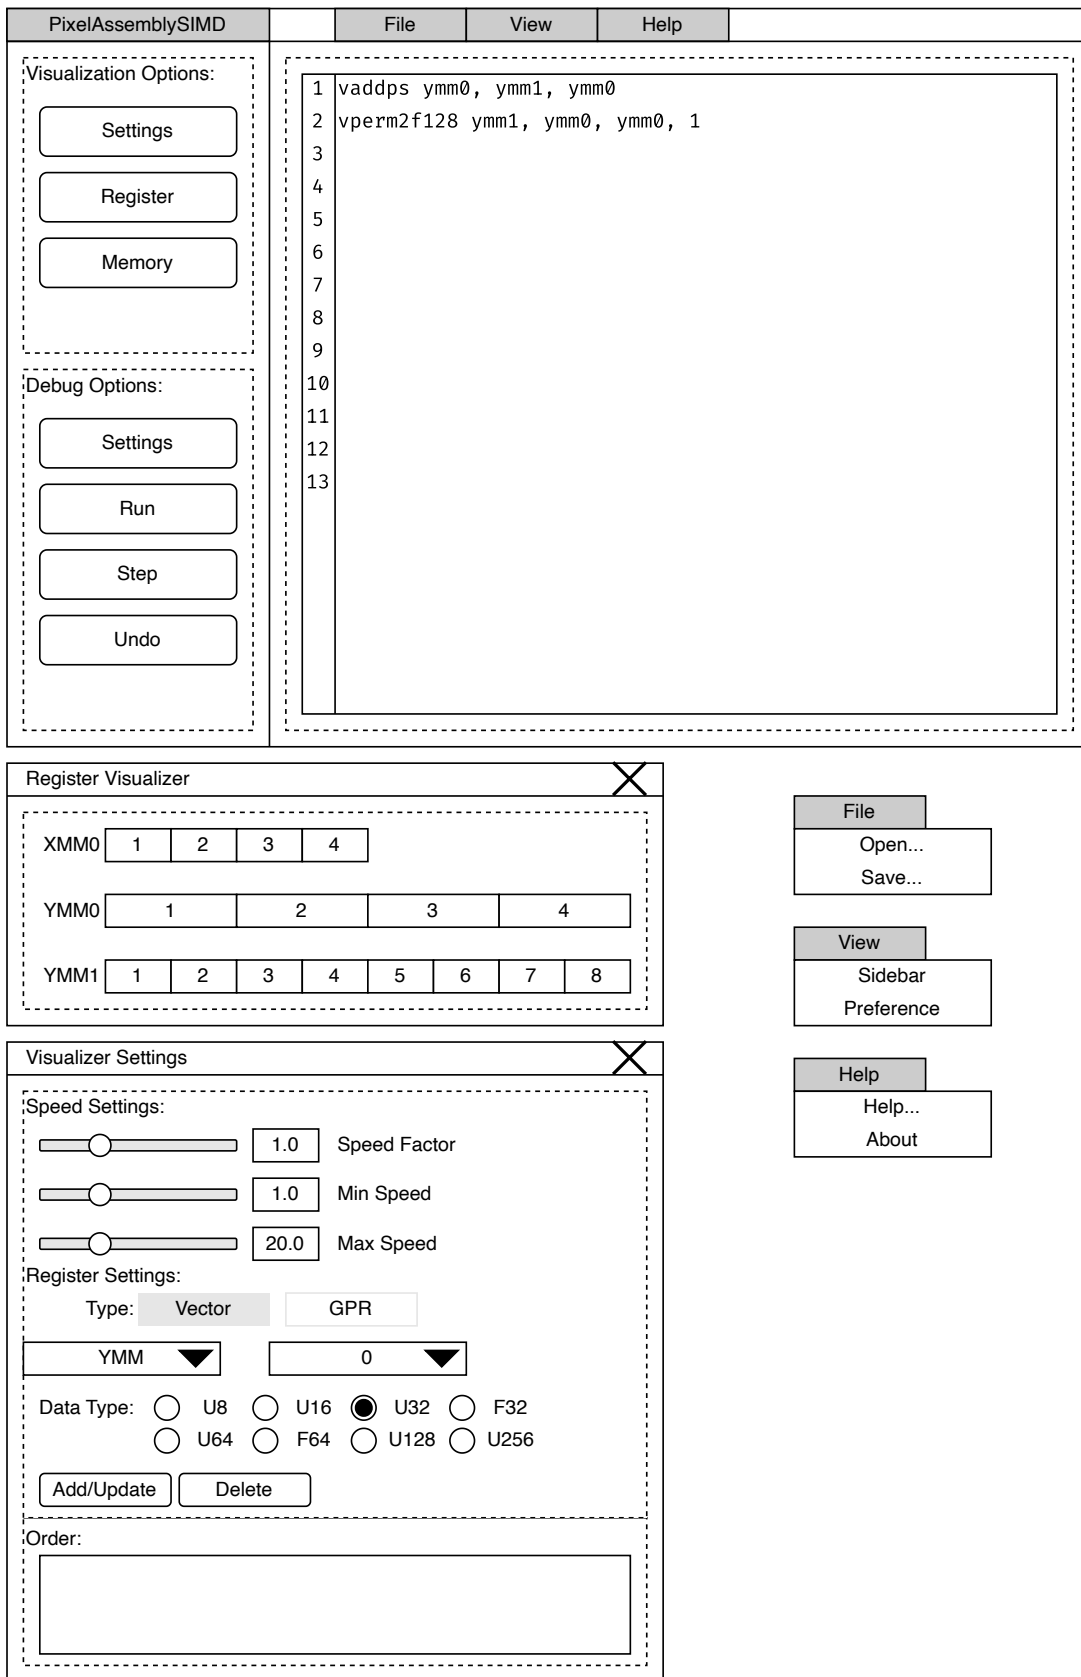 PixelAssemblySIMD File View Help
Visualization Options:
Settings
Register
Memory
Debug Options:
Settings
Run
Step
Undo
1 vaddps ymm0, ymm1, ymm0
2 vperm2f128 ymm1, ymm0, ymm0, 1
3
4
5
6
7
8
9
10
11
12
13
Register Visualizer
XMM0 1 2 3 4
YMM0 1 2 3 4
YMM1 1 2 3 4 5 6 7 8
File
Open...
Save...
View
Sidebar
Preference
Help
Help...
About
Visualizer Settings
Speed Settings:
1.0 Speed Factor
1.0 Min Speed
20.0 Max Speed
Register Settings:
Type: Vector GPR
YMM 0
Data Type: U8 U16 U32 F32
U64 F64 U128 U256
Add/Update Delete
Order: